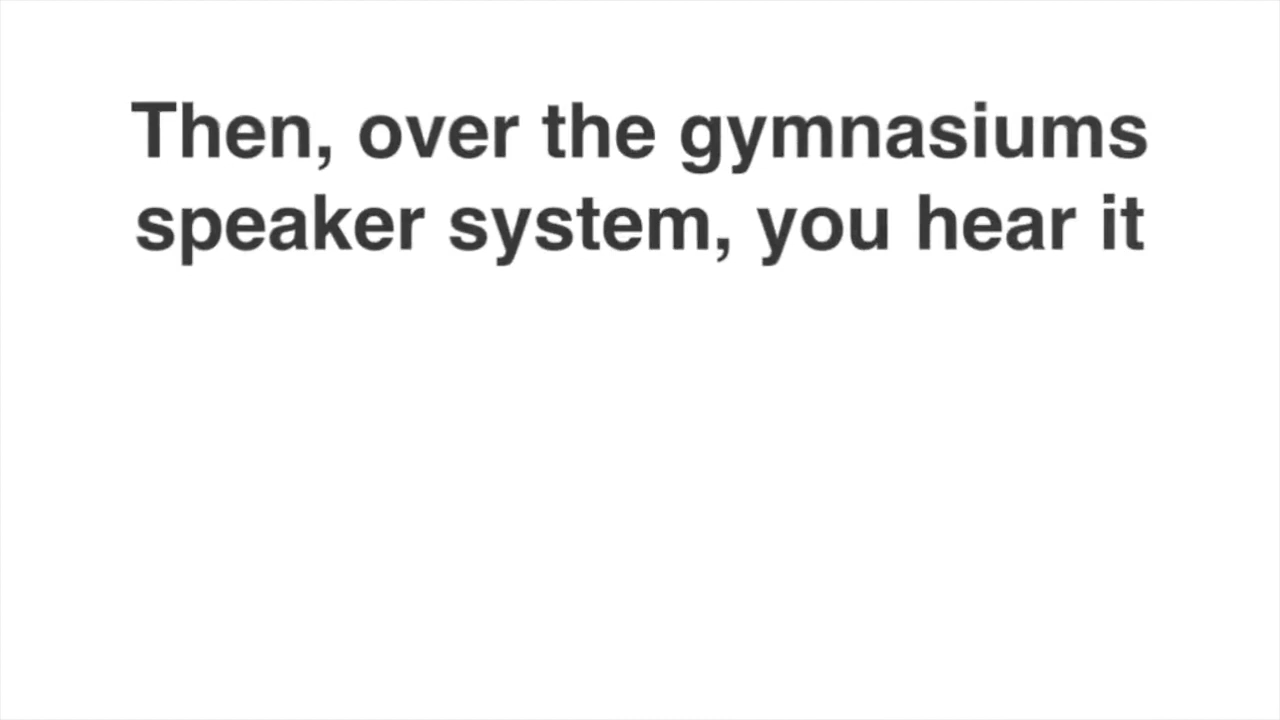 Then, over the gymnasiums
speaker system, you hear it